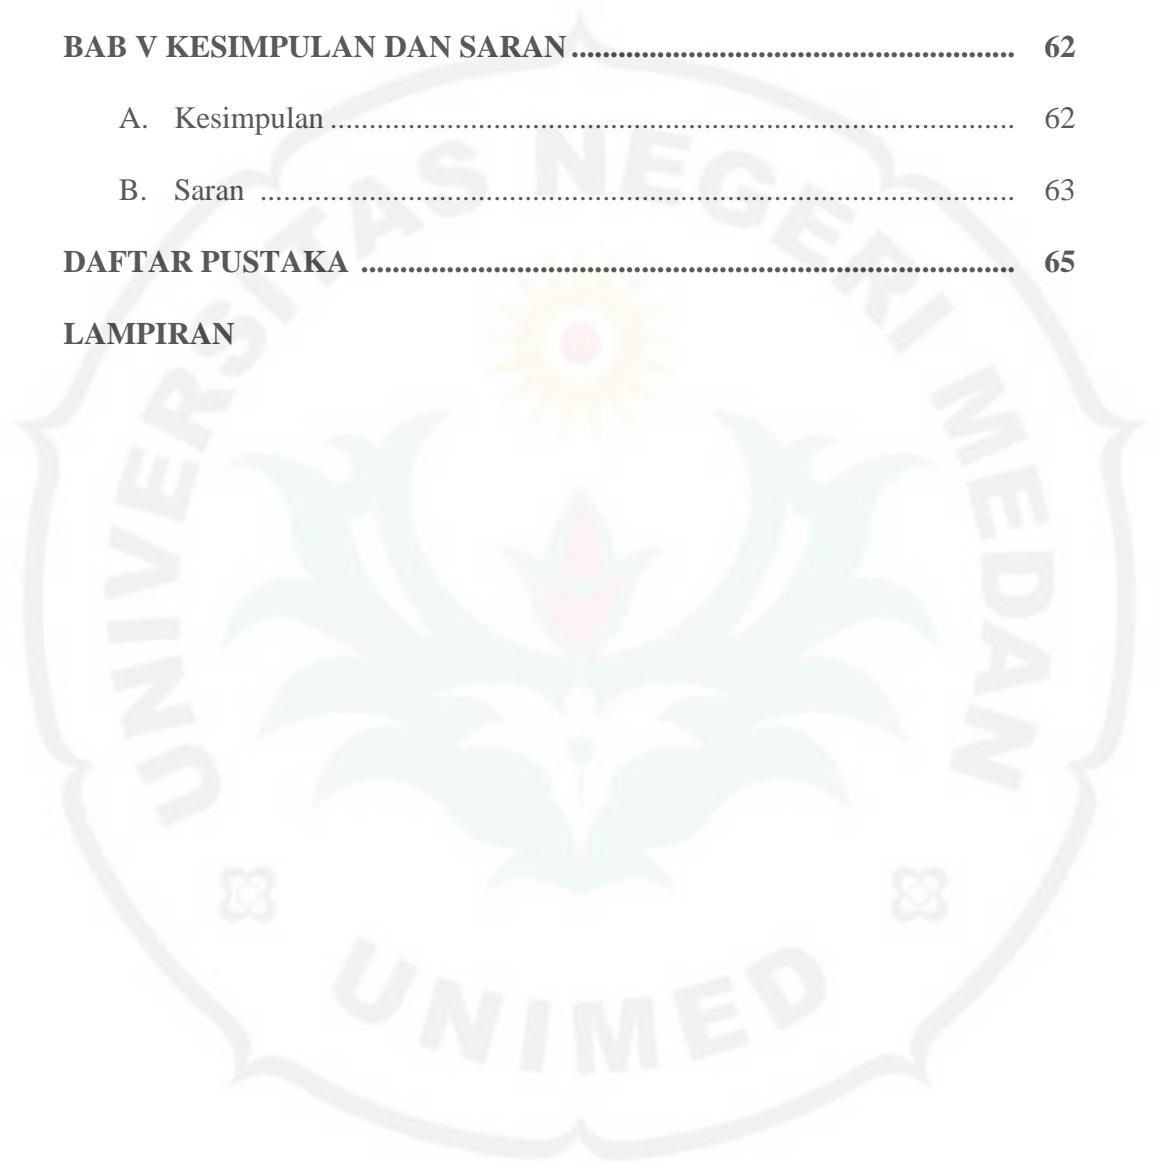 BAB V KESIMPULAN DAN SARAN ........................................................ 62
A. Kesimpulan ........................................................................................ 62
B. Saran ................................................................................................. 63
DAFTAR PUSTAKA .................................................................................... 65
LAMPIRAN
UNIVERSITAS NEGERI MEDAN
UNIMED